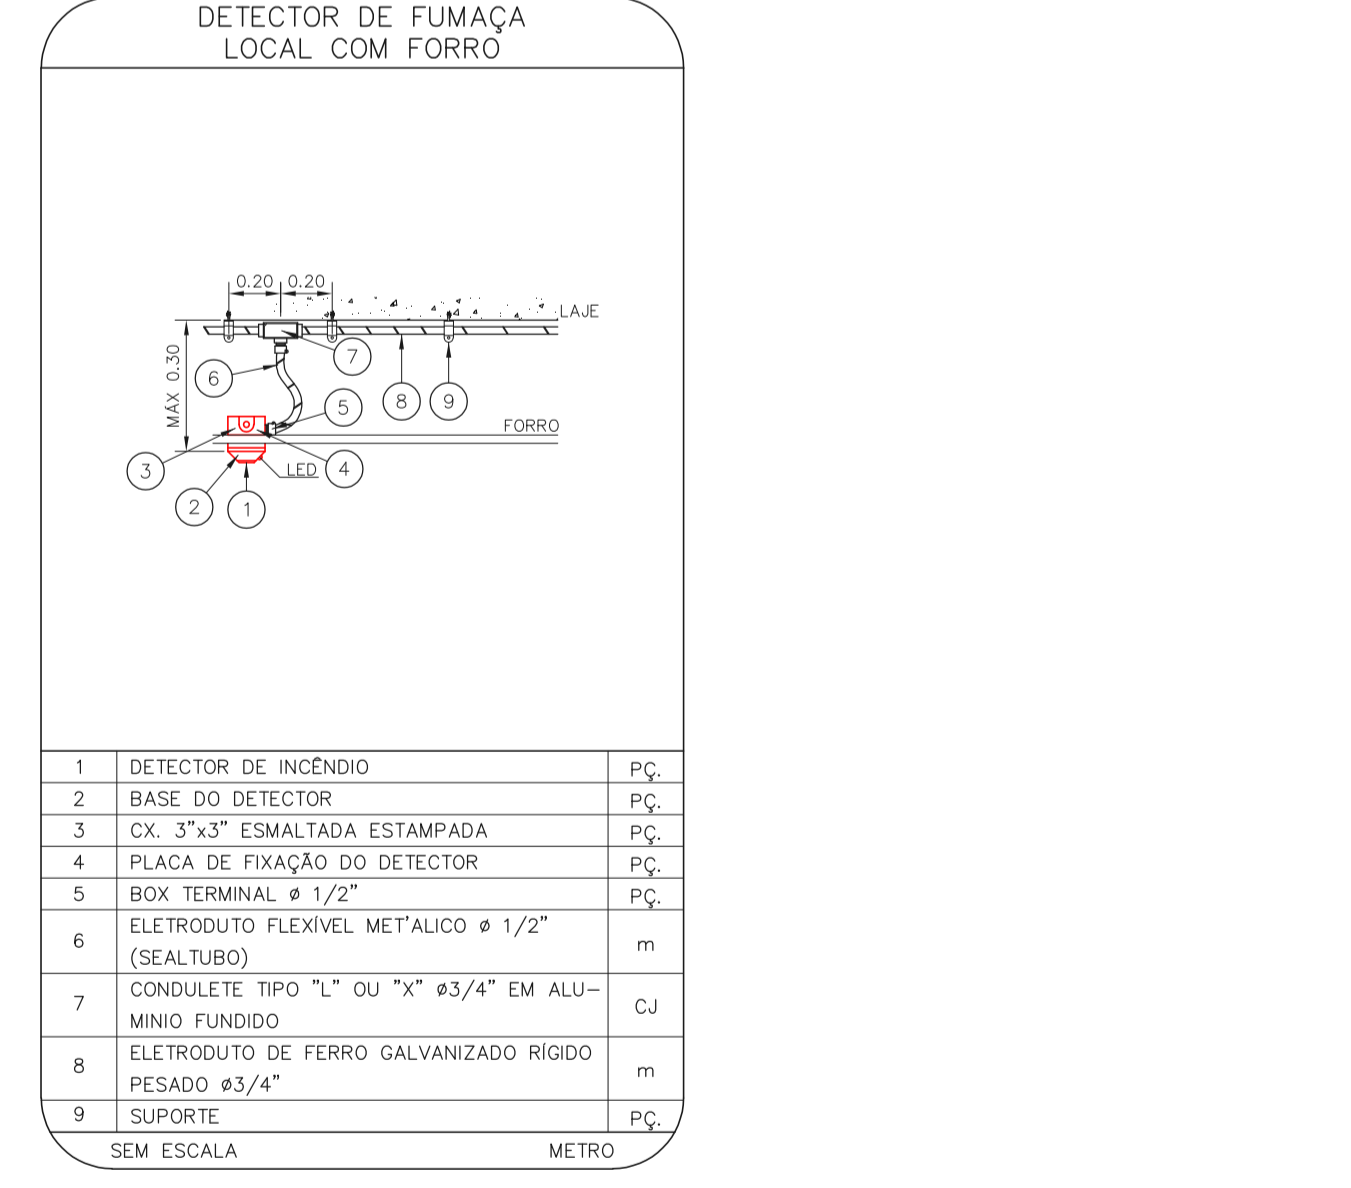 DETECTOR DE FUMAÇA
LOCAL COM FORRO
0.20 0.20
LAJE
MÁX 0.30
7
6
8
9
5
FORRO
3
LED
4
2
1
1 DETECTOR DE INCÊNDIO PÇ.
2 BASE DO DETECTOR PÇ.
3 CX. 3”x3” ESMALTADA ESTAMPADA PÇ.
4 PLACA DE FIXAÇÃO DO DETECTOR PÇ.
5 BOX TERMINAL ø 1/2” PÇ.
6 ELETRODUTO FLEXÍVEL MET’ALICO ø 1/2” m
(SEALTUBO)
7 CONDULETE TIPO ”L” OU ”X” ø3/4” EM ALU– CJ
MINIO FUNDIDO
8 ELETRODUTO DE FERRO GALVANIZADO RÍGIDO m
PESADO ø3/4”
9 SUPORTE PÇ.
SEM ESCALA METRO